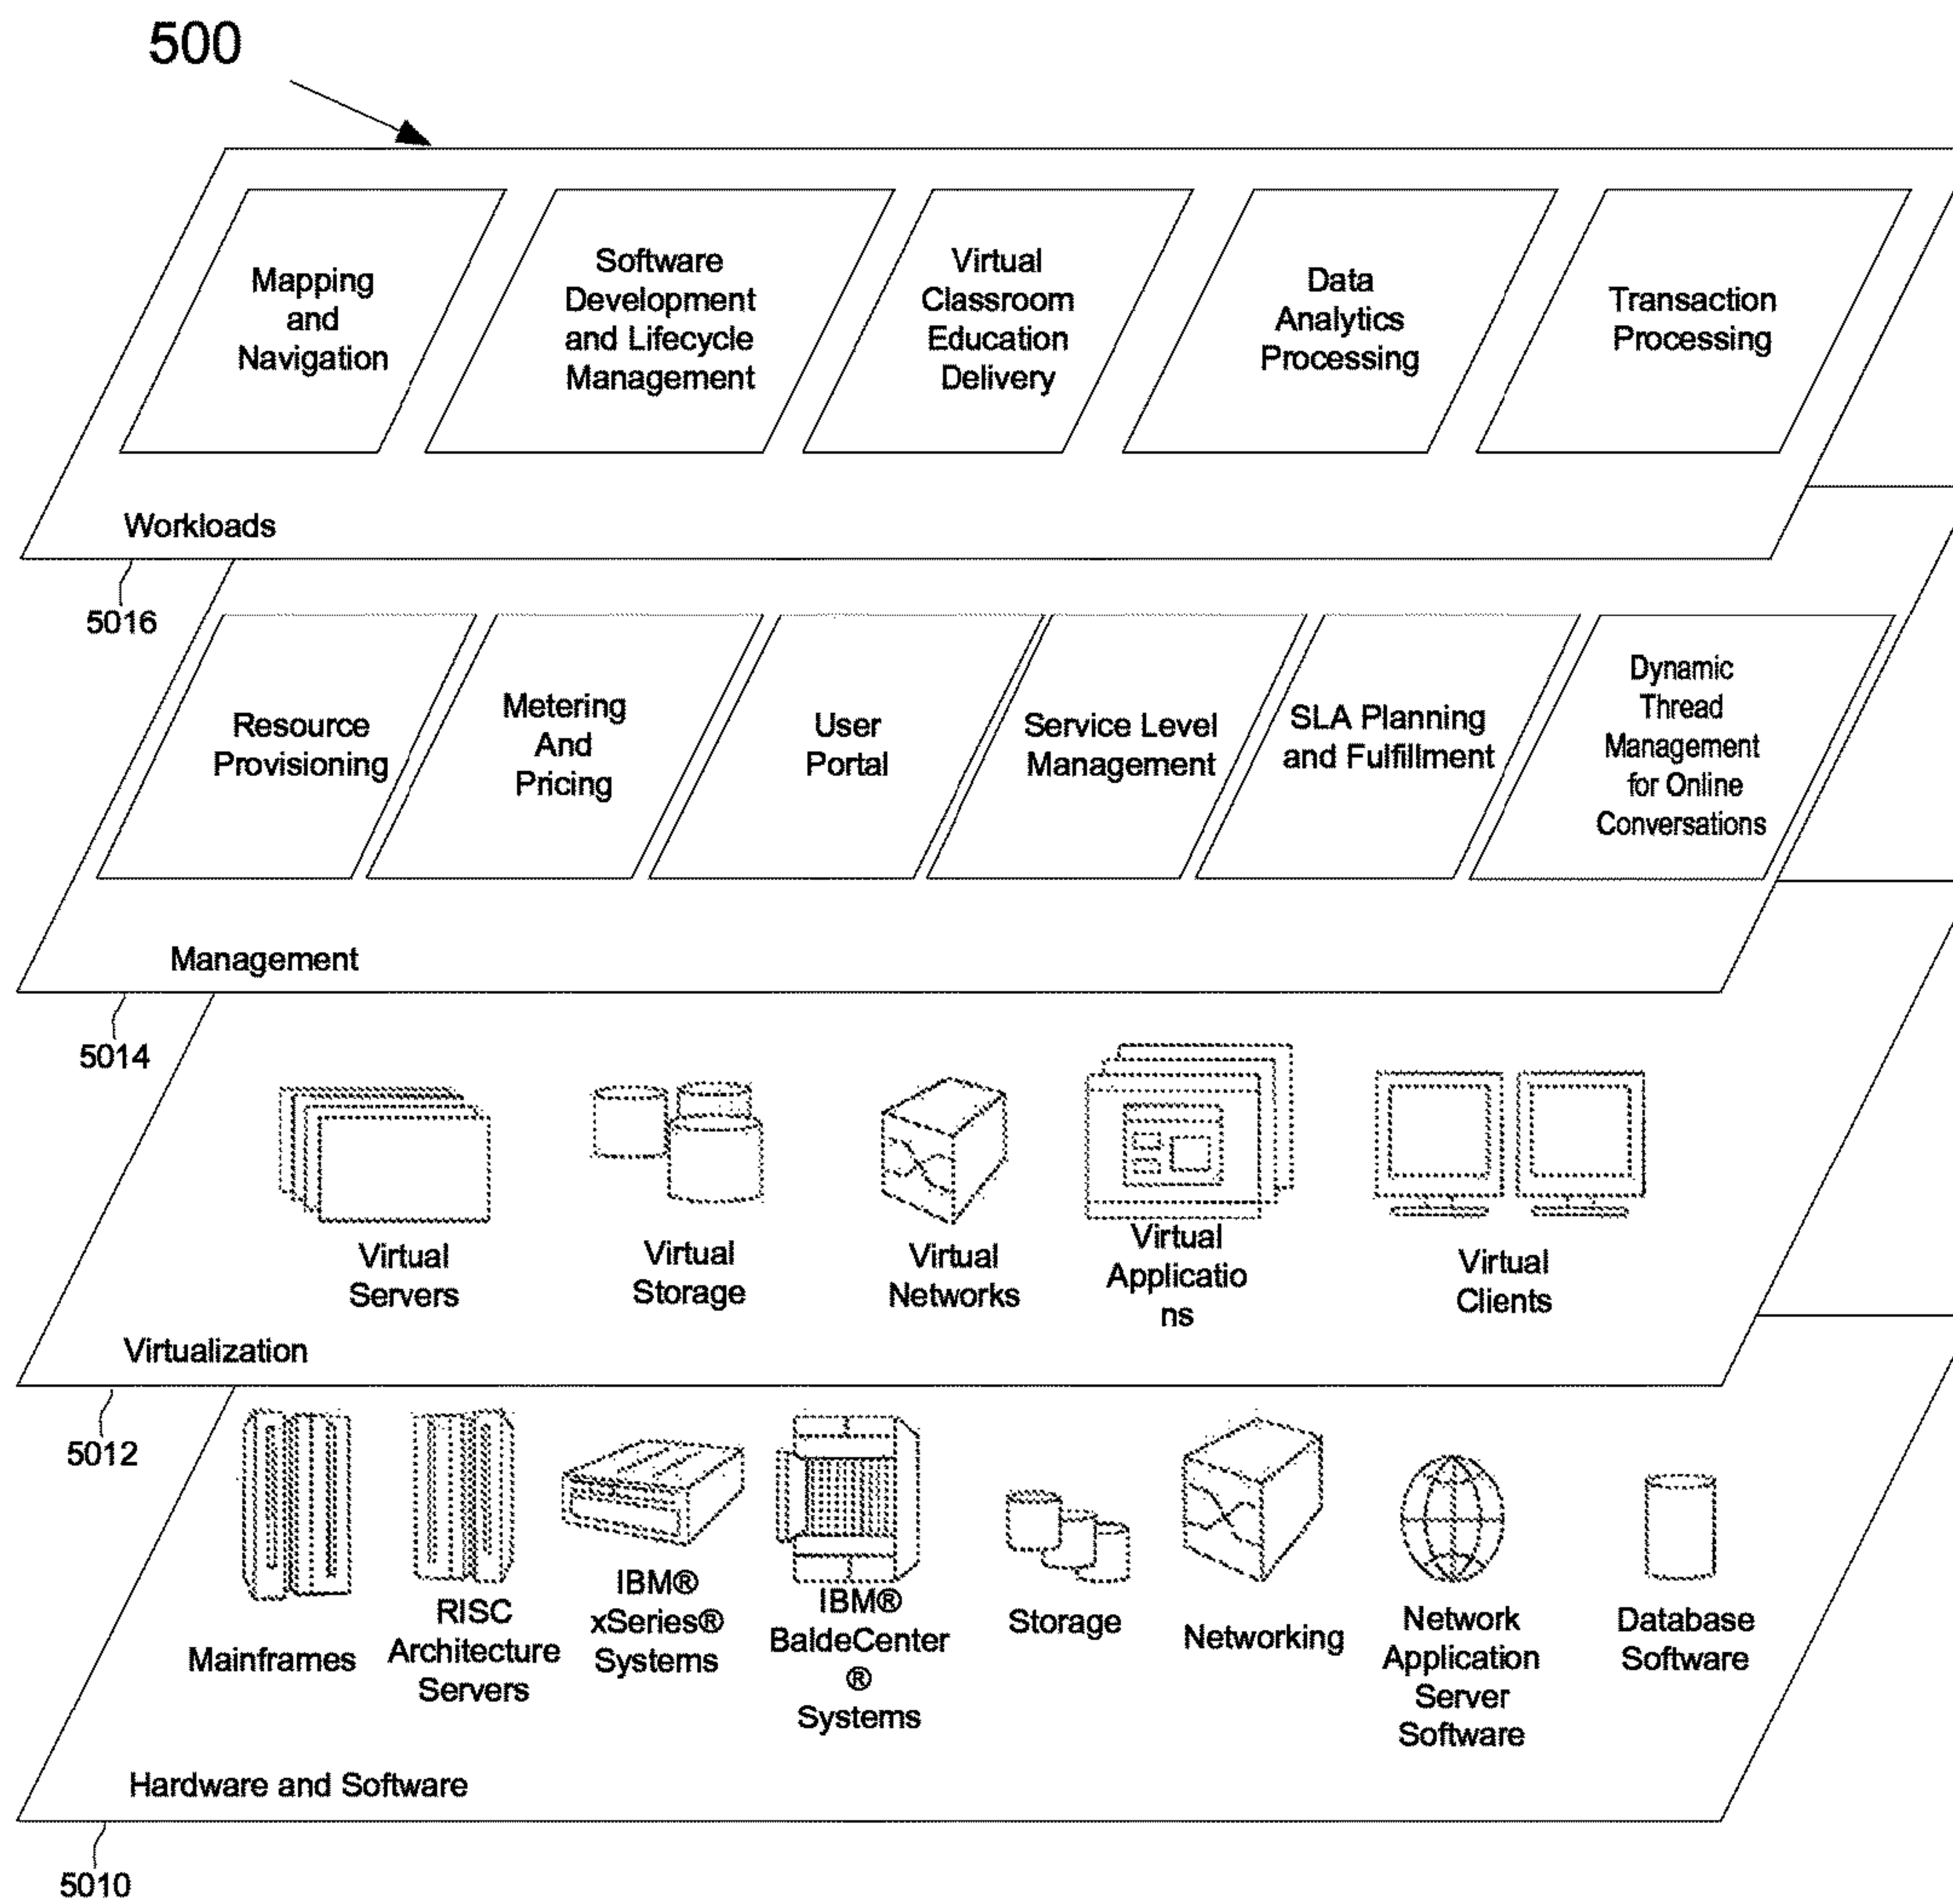 500
Mapping
and
Navigation
Software
Development
and Lifecycle
Management
Virtual
Classroom
Education
Delivery
Data
Analytics
Processing
Transaction
Processing
Workloads
5016
Resource
Provisioning
Metering
And
Pricing
User
Portal
Service Level
Management
SLA Planning
and Fulfillment
Dynamic
Thread
Management
for Online
Conversations
Management
5014
Virtual
Servers
Virtual
Storage
Virtual
Networks
Virtual
Applicatio
ns
Virtual
Clients
Virtualization
5012
Mainframes
RISC
Architecture
Servers
IBM®
xSeries®
Systems
IBM®
BaldeCenter
®
Systems
Storage
Networking
Network
Application
Server
Software
Database
Software
Hardware and Software
5010